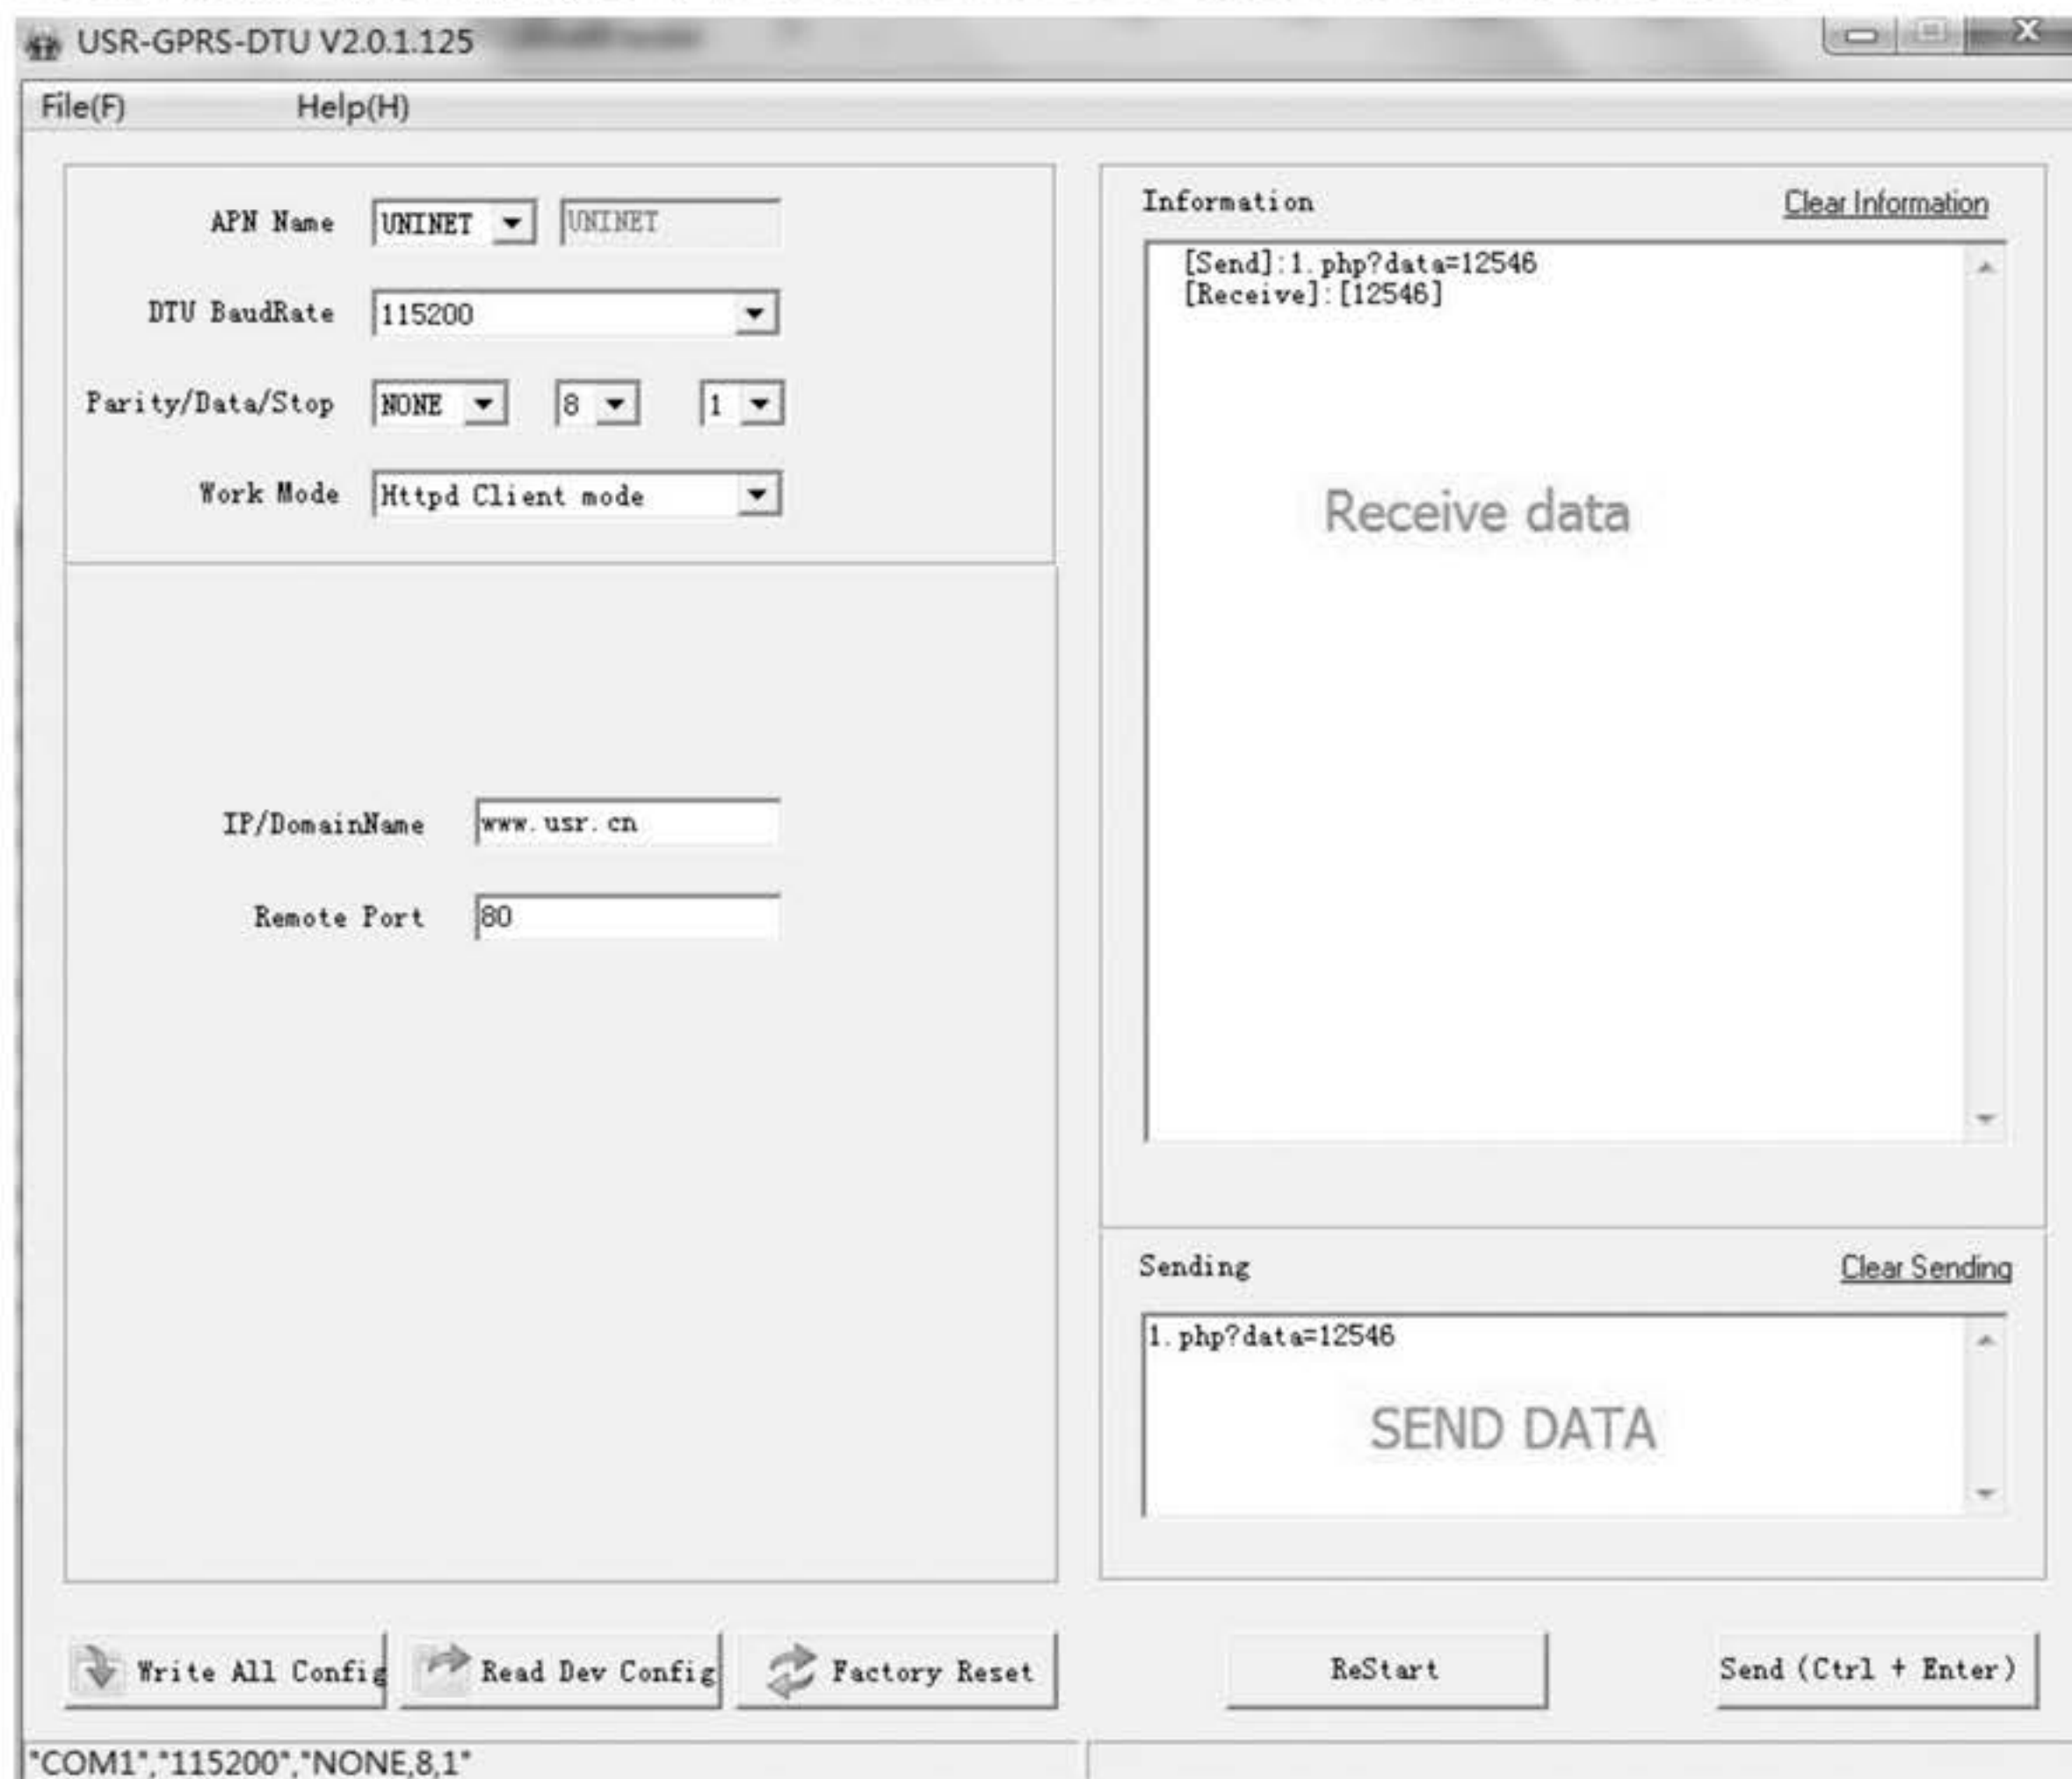 USR-GPRS-DTU V2.0.1.125
File(F) Help(H)
APN Name UNINET UNINET
DTU BaudRate 115200
Parity/Data/Stop NONE 8 1
Work Mode Httpd Client mode
IP/DomainName www.usr.cn
Remote Port 80
Information Clear Information
[Send]:1.php?data=12546
[Receive]:[12546]
Receive data
Sending Clear Sending
1.php?data=12546
SEND DATA
Write All Config Read Dev Config Factory Reset ReStart Send (Ctrl + Enter)
"COM1","115200","NONE,8,1"